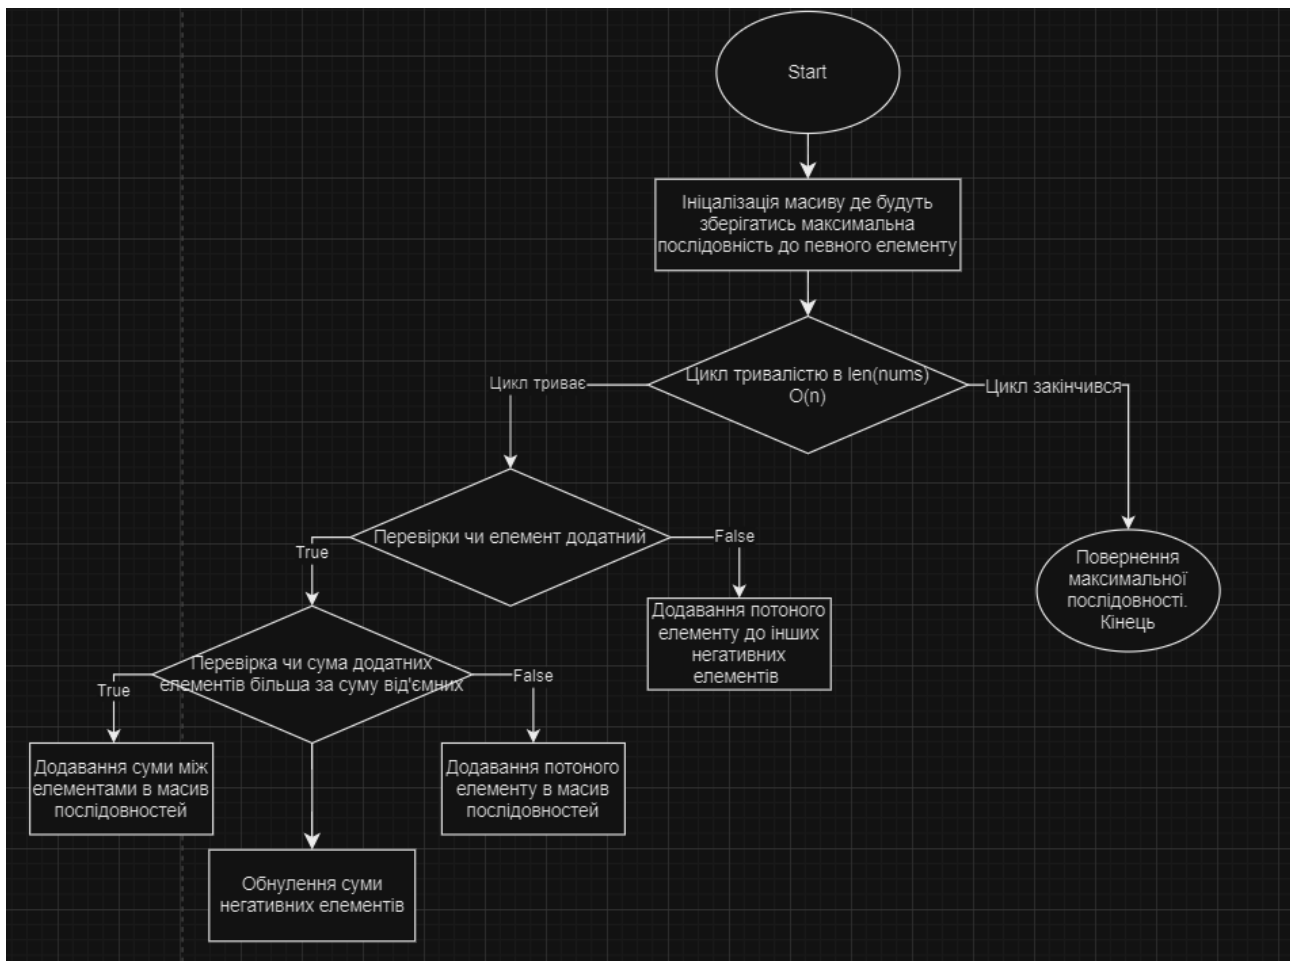 Start
Ініцалізація масиву де будуть
зберігатись максимальна
послідовність до певного елементу
Цикл тривалістю в len(nums)
O(n)
Цикл триває
Цикл закінчився
Перевірки чи елемент додатний
True
False
Повернення
максимальної
послідовності.
Кінець
Додавання потоного
елементу до інших
негативних
елементів
Перевірка чи сума додатних
елементів більша за суму від'ємних
True
False
Додавання суми між
елементами в масив
послідовностей
Додавання потоного
елементу в масив
послідовностей
Обнулення суми
негативних елементів